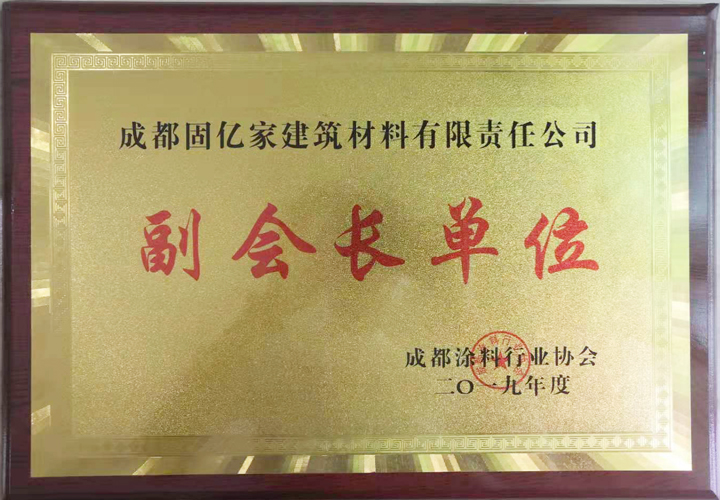 成都固亿家建筑材料有限责任公司
副会长单位
成都涂料行业协会
二〇一九年度